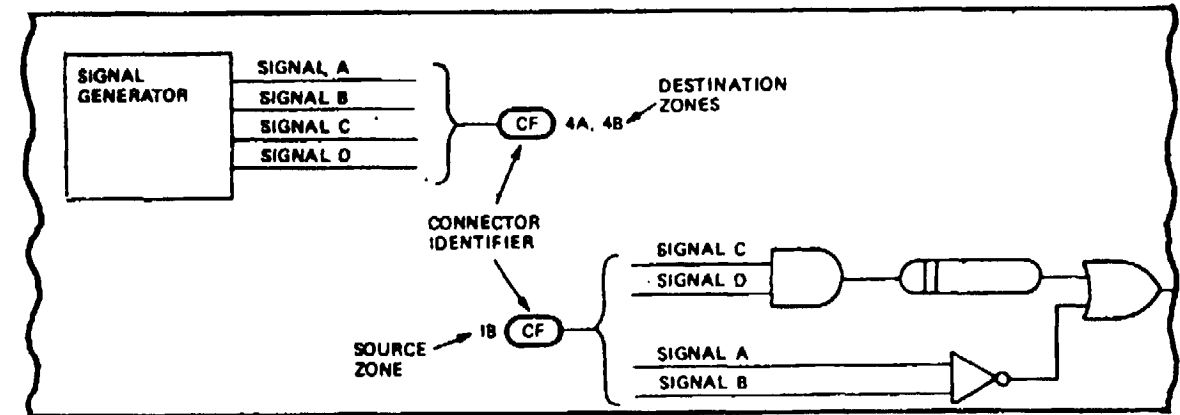 SIGNAL
GENERATOR
SIGNAL A
SIGNAL B
SIGNAL C
SIGNAL D
CF
4A, 4B
DESTINATION
ZONES
CONNECTOR
IDENTIFIER
SIGNAL C
SIGNAL D
1B
CF
SOURCE
ZONE
SIGNAL A
SIGNAL B